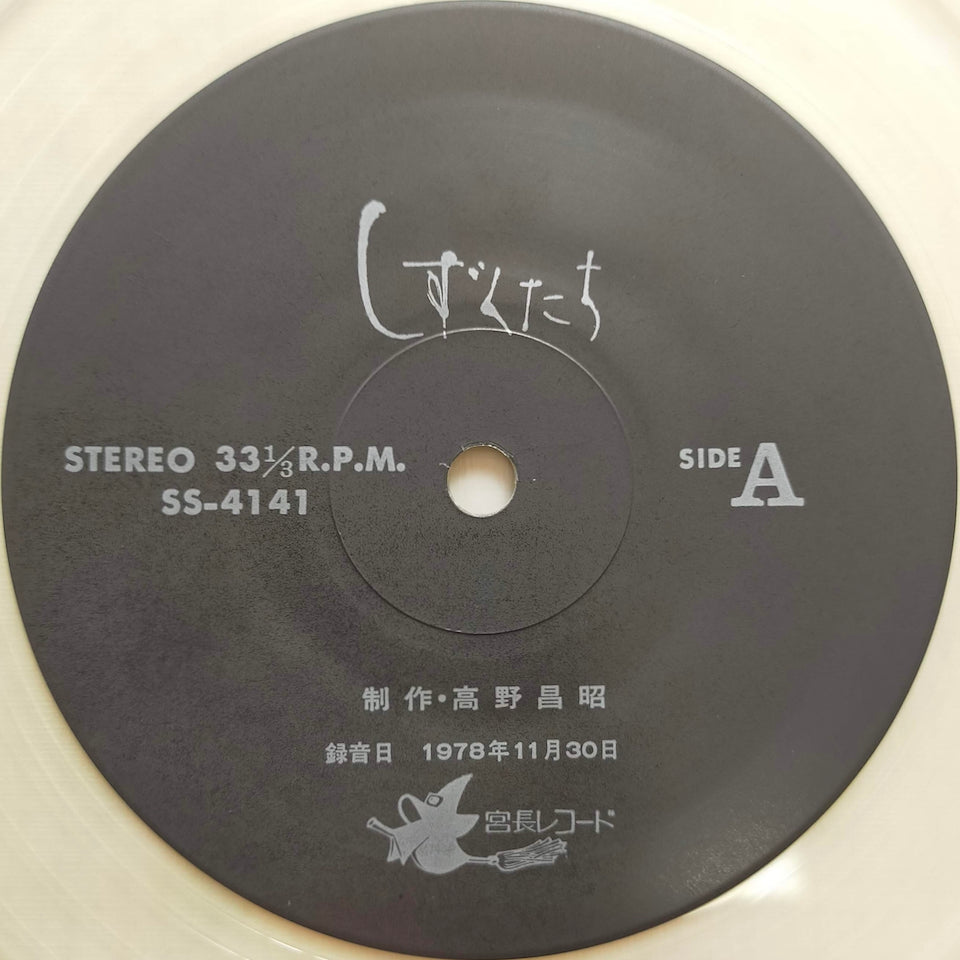 しずくたち
STEREO 33⅓ R.P.M.
SS-4141
SIDE A
制作・高野昌昭
録音日 1978年11月30日
宮長レコード